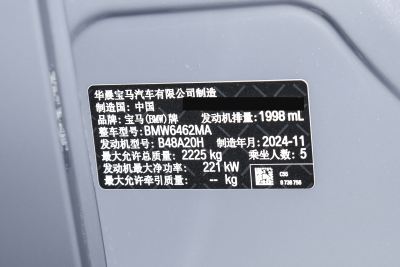 华晨宝马汽车有限公司制造
制造国：中国
品牌：宝马(BMW)牌 发动机排量：1998 mL
整车型号：BMW6462MA
发动机型号：B48A20H 制造年月：2024-11
最大允许总质量：2225 kg 乘坐人数：5
发动机最大净功率：221 kW
最大允许牵引质量：-- kg